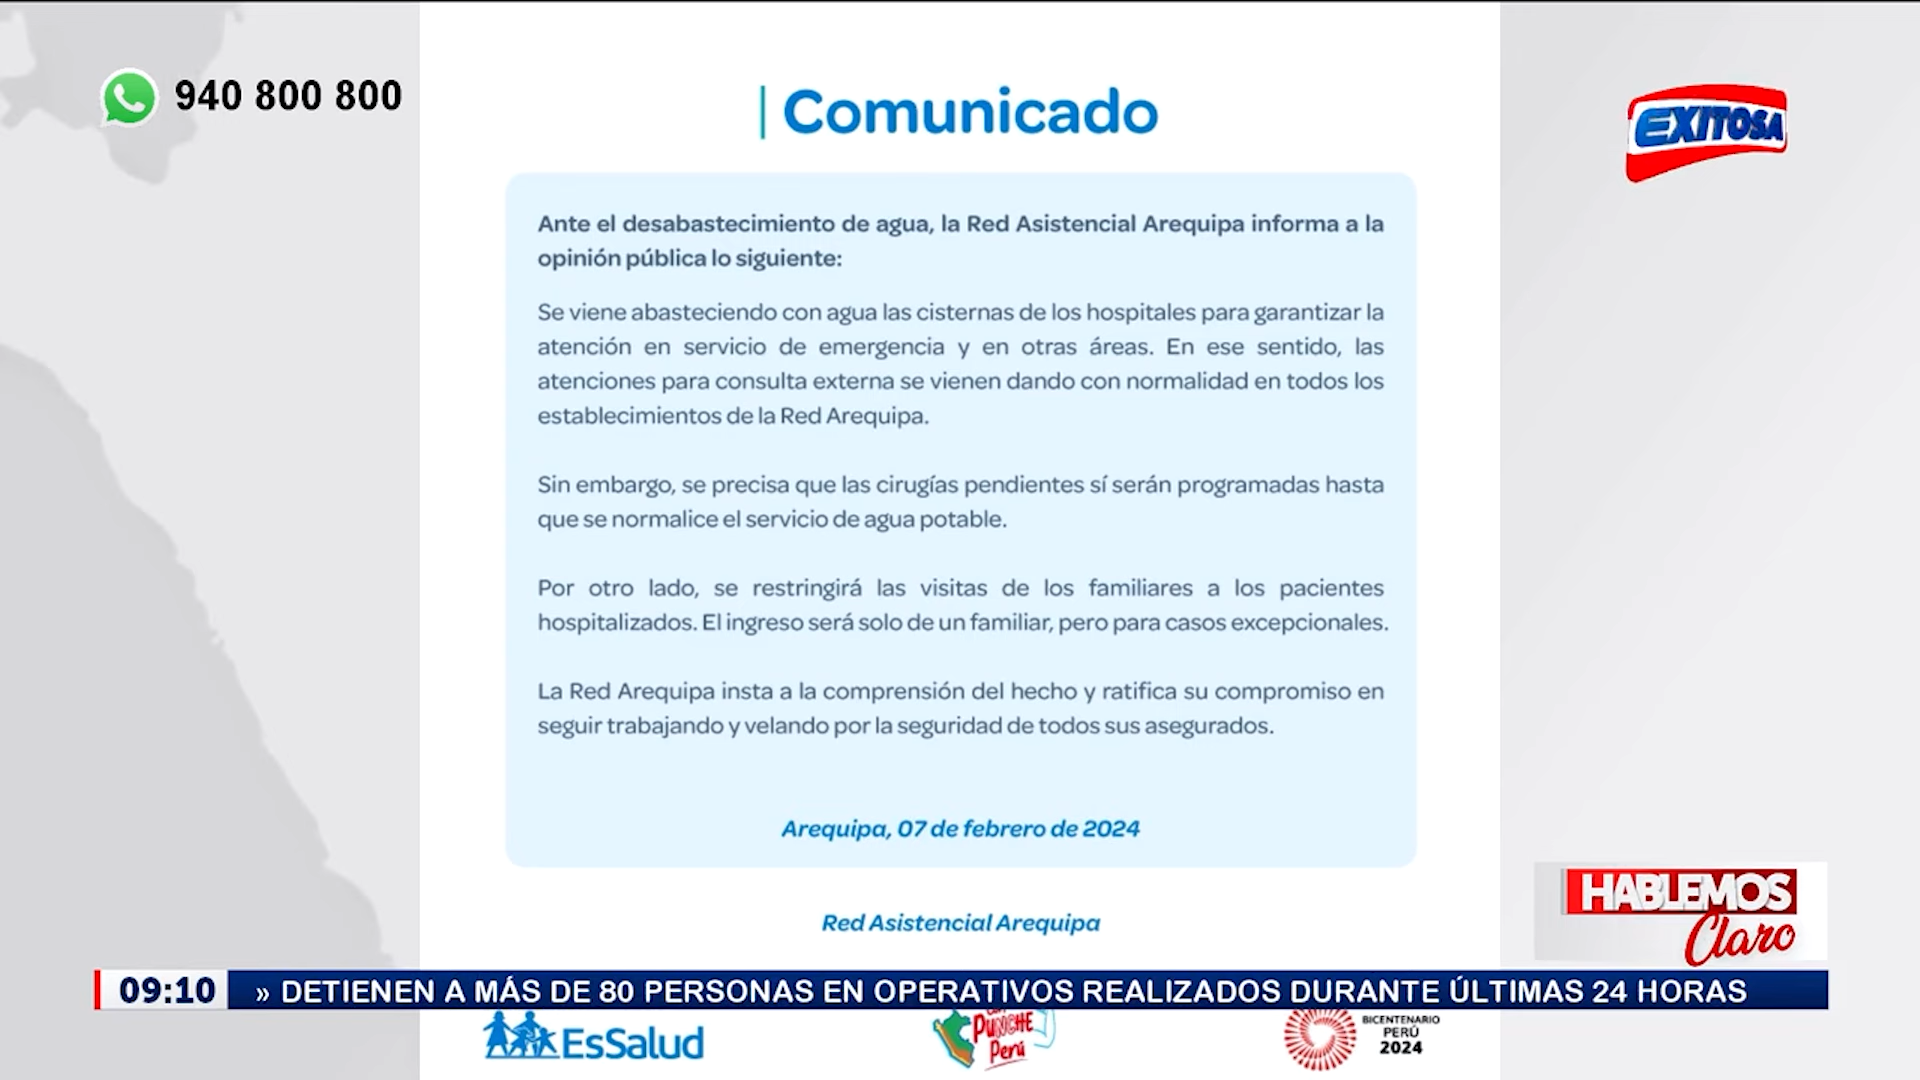 940 800 800
Comunicado
EXITOSA
Ante el desabastecimiento de agua, la Red Asistencial Arequipa informa a la
opinión pública lo siguiente:
Se viene abasteciendo con agua las cisternas de los hospitales para garantizar la
atención en servicio de emergencia y en otras áreas. En ese sentido, las
atenciones para consulta externa se vienen dando con normalidad en todos los
establecimientos de la Red Arequipa.
Sin embargo, se precisa que las cirugías pendientes sí serán programadas hasta
que se normalice el servicio de agua potable.
Por otro lado, se restringirá las visitas de los familiares a los pacientes
hospitalizados. El ingreso será solo de un familiar, pero para casos excepcionales.
La Red Arequipa insta a la comprensión del hecho y ratifica su compromiso en
seguir trabajando y velando por la seguridad de todos sus asegurados.
Arequipa, 07 de febrero de 2024
Red Asistencial Arequipa
HABLEMOS
Claro
09:10 » DETIENEN A MÁS DE 80 PERSONAS EN OPERATIVOS REALIZADOS DURANTE ÚLTIMAS 24 HORAS
EsSalud
PUNCHE
Perú
BICENTENARIO
PERÚ
2024